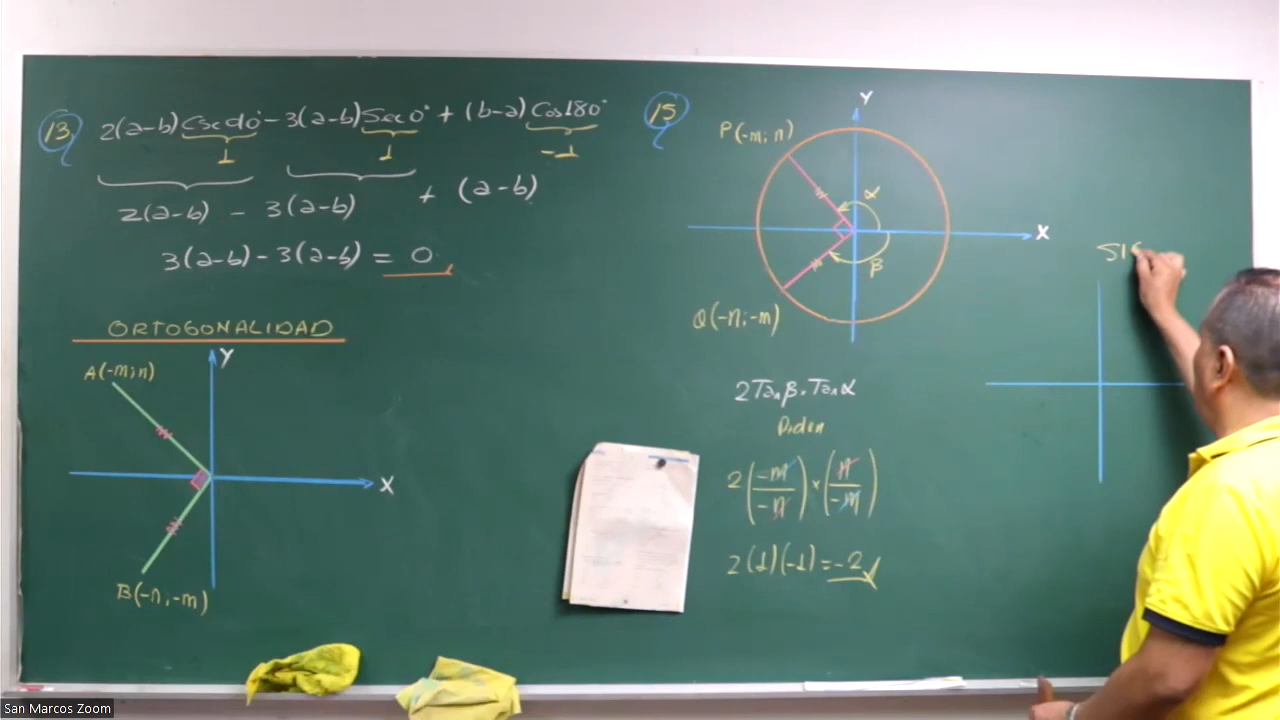 13
2(a-b) Csc90° - 3(a-b) Sec0° + (b-a) Cos180°
1 1 -1
2(a-b) - 3(a-b) + (a-b)
3(a-b) - 3(a-b) = 0
ORTOGONALIDAD
A(-m;n)
Y
X
B(-n,-m)
15
Y
P(-m; n)
α
X
β
Q(-n;-m)
2Tanβ.Tanα
Piden
2(-m/-n)×(n/-m)
2(1)(-1)=-2
San Marcos Zoom